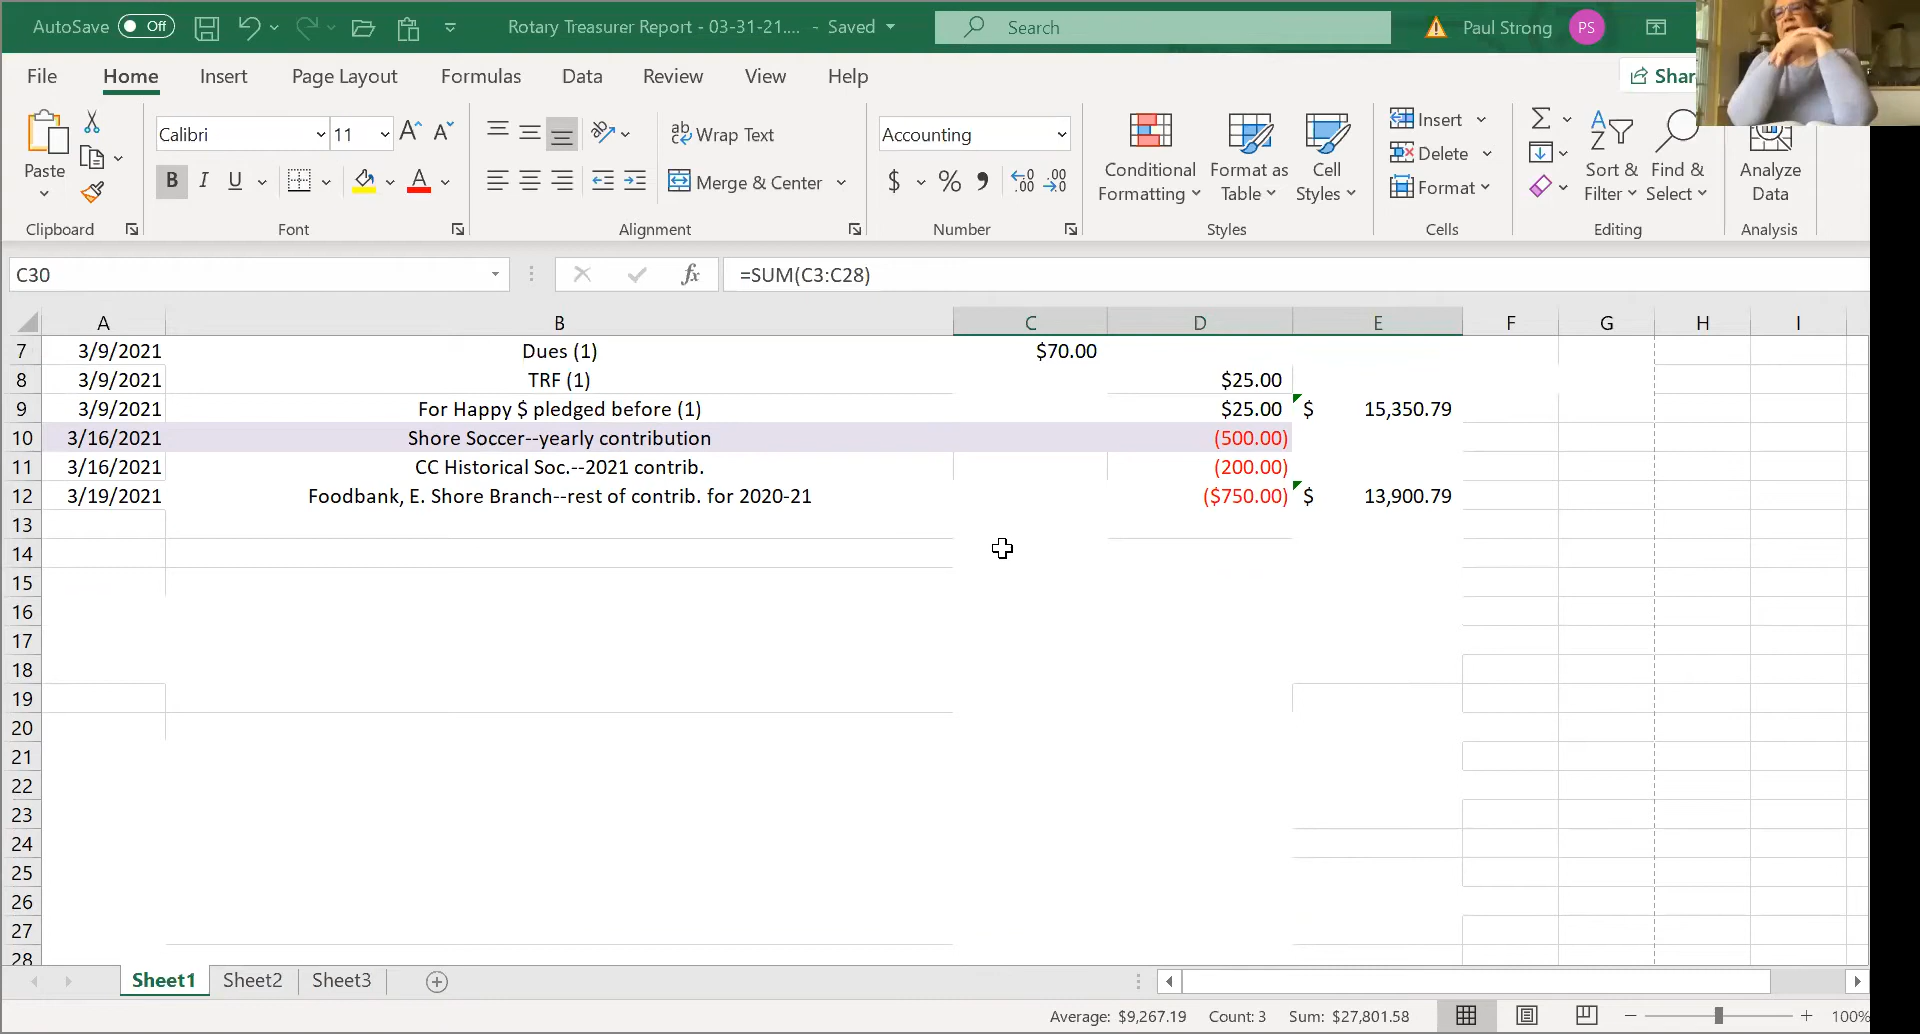 AutoSave Off Rotary Treasurer Report - 03-31-21.... - Saved Search Paul Strong PS
File Home Insert Page Layout Formulas Data Review View Help Shar
Paste Calibri 11 A A ab Wrap Text Accounting Conditional Formatting Format as Table Cell Styles Insert Sort & Filter Find & Select Analyze Data
Delete
B I U A Merge & Center $ % , .00 .00 Format
Clipboard Font Alignment Number Styles Cells Editing Analysis
C30 fx =SUM(C3:C28)
A B C D E F G H I
7 3/9/2021 Dues (1) $70.00
8 3/9/2021 TRF (1) $25.00
9 3/9/2021 For Happy $ pledged before (1) $25.00 $ 15,350.79
10 3/16/2021 Shore Soccer--yearly contribution (500.00)
11 3/16/2021 CC Historical Soc.--2021 contrib. (200.00)
12 3/19/2021 Foodbank, E. Shore Branch--rest of contrib. for 2020-21 ($750.00) $ 13,900.79
13
14
15
16
17
18
19
20
21
22
23
24
25
26
27
28
Sheet1 Sheet2 Sheet3
Average: $9,267.19 Count: 3 Sum: $27,801.58 100%